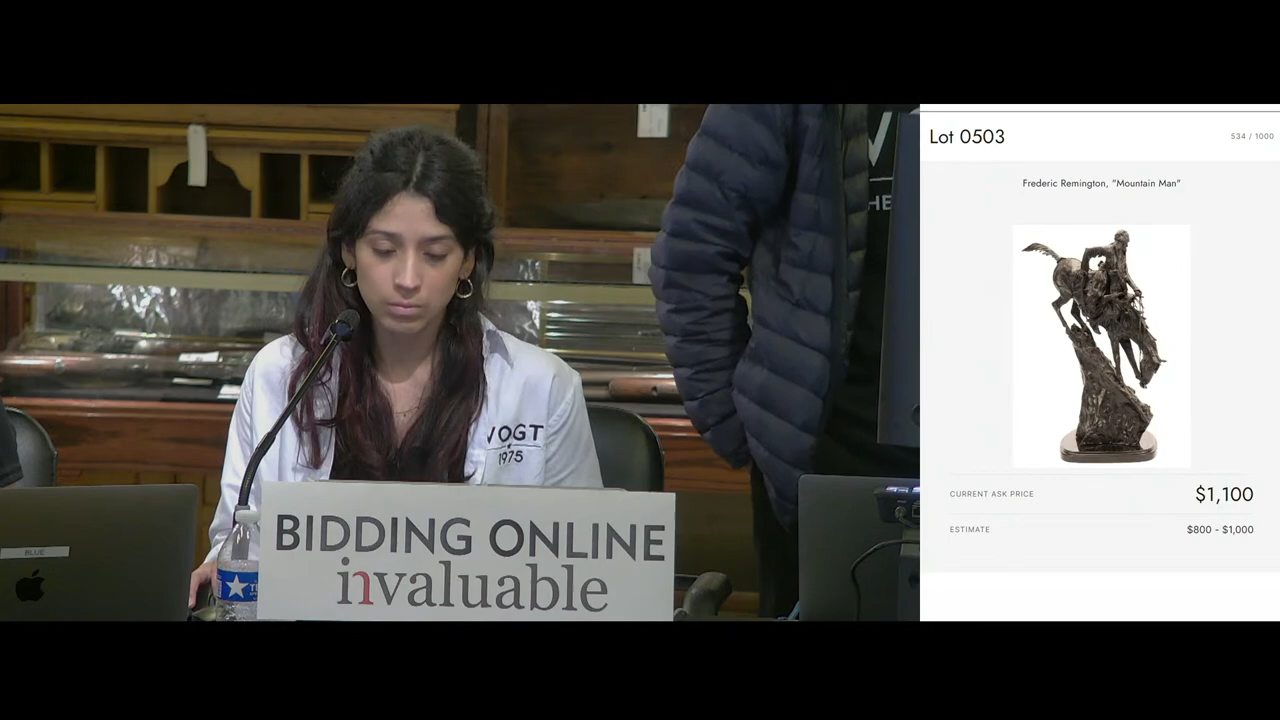 Lot 0503
534 / 1000
Frederic Remington, "Mountain Man"
CURRENT ASK PRICE
$1,100
ESTIMATE
$800 - $1,000
VOGT
1975
BIDDING ONLINE
invaluable
BLUE